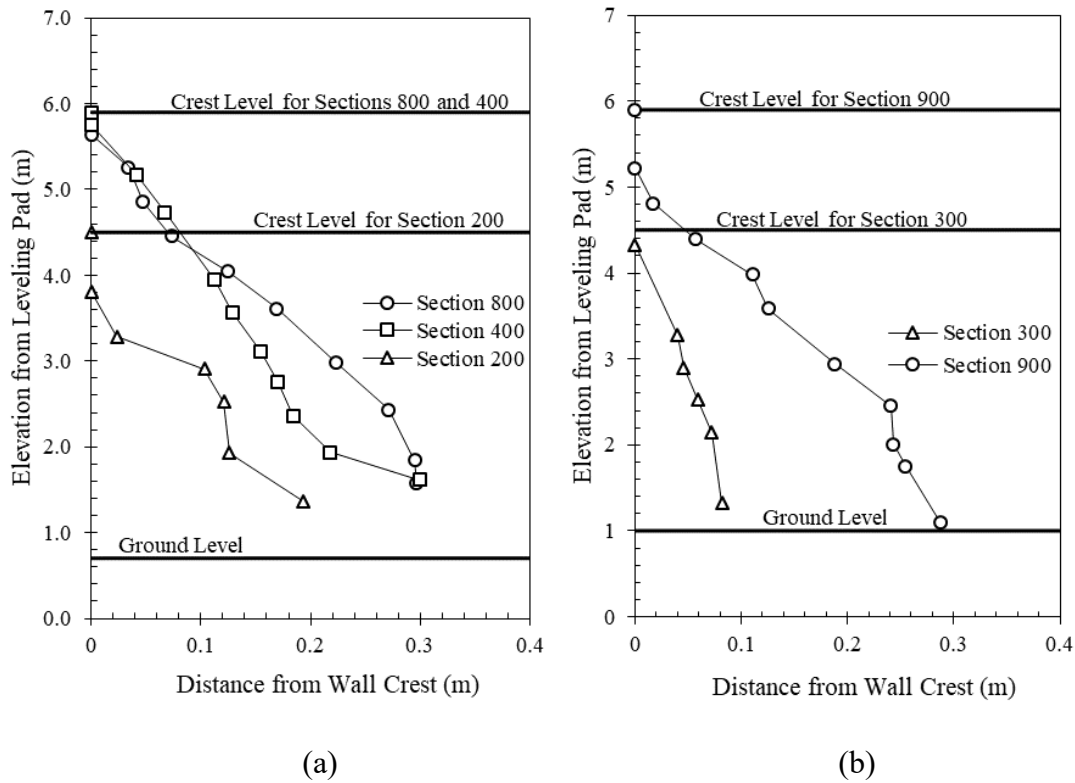 7.0
6.0
5.0
4.0
3.0
2.0
1.0
0.0
Elevation from Leveling Pad (m)
Crest Level for Sections 800 and 400
Crest Level for Section 200
Section 800
Section 400
Section 200
Ground Level
0 0.1 0.2 0.3 0.4
Distance from Wall Crest (m)
(a)
7
6
5
4
3
2
1
0
Elevation from Leveling Pad (m)
Crest Level for Section 900
Crest Level for Section 300
Section 300
Section 900
Ground Level
0 0.1 0.2 0.3 0.4
Distance from Wall Crest (m)
(b)